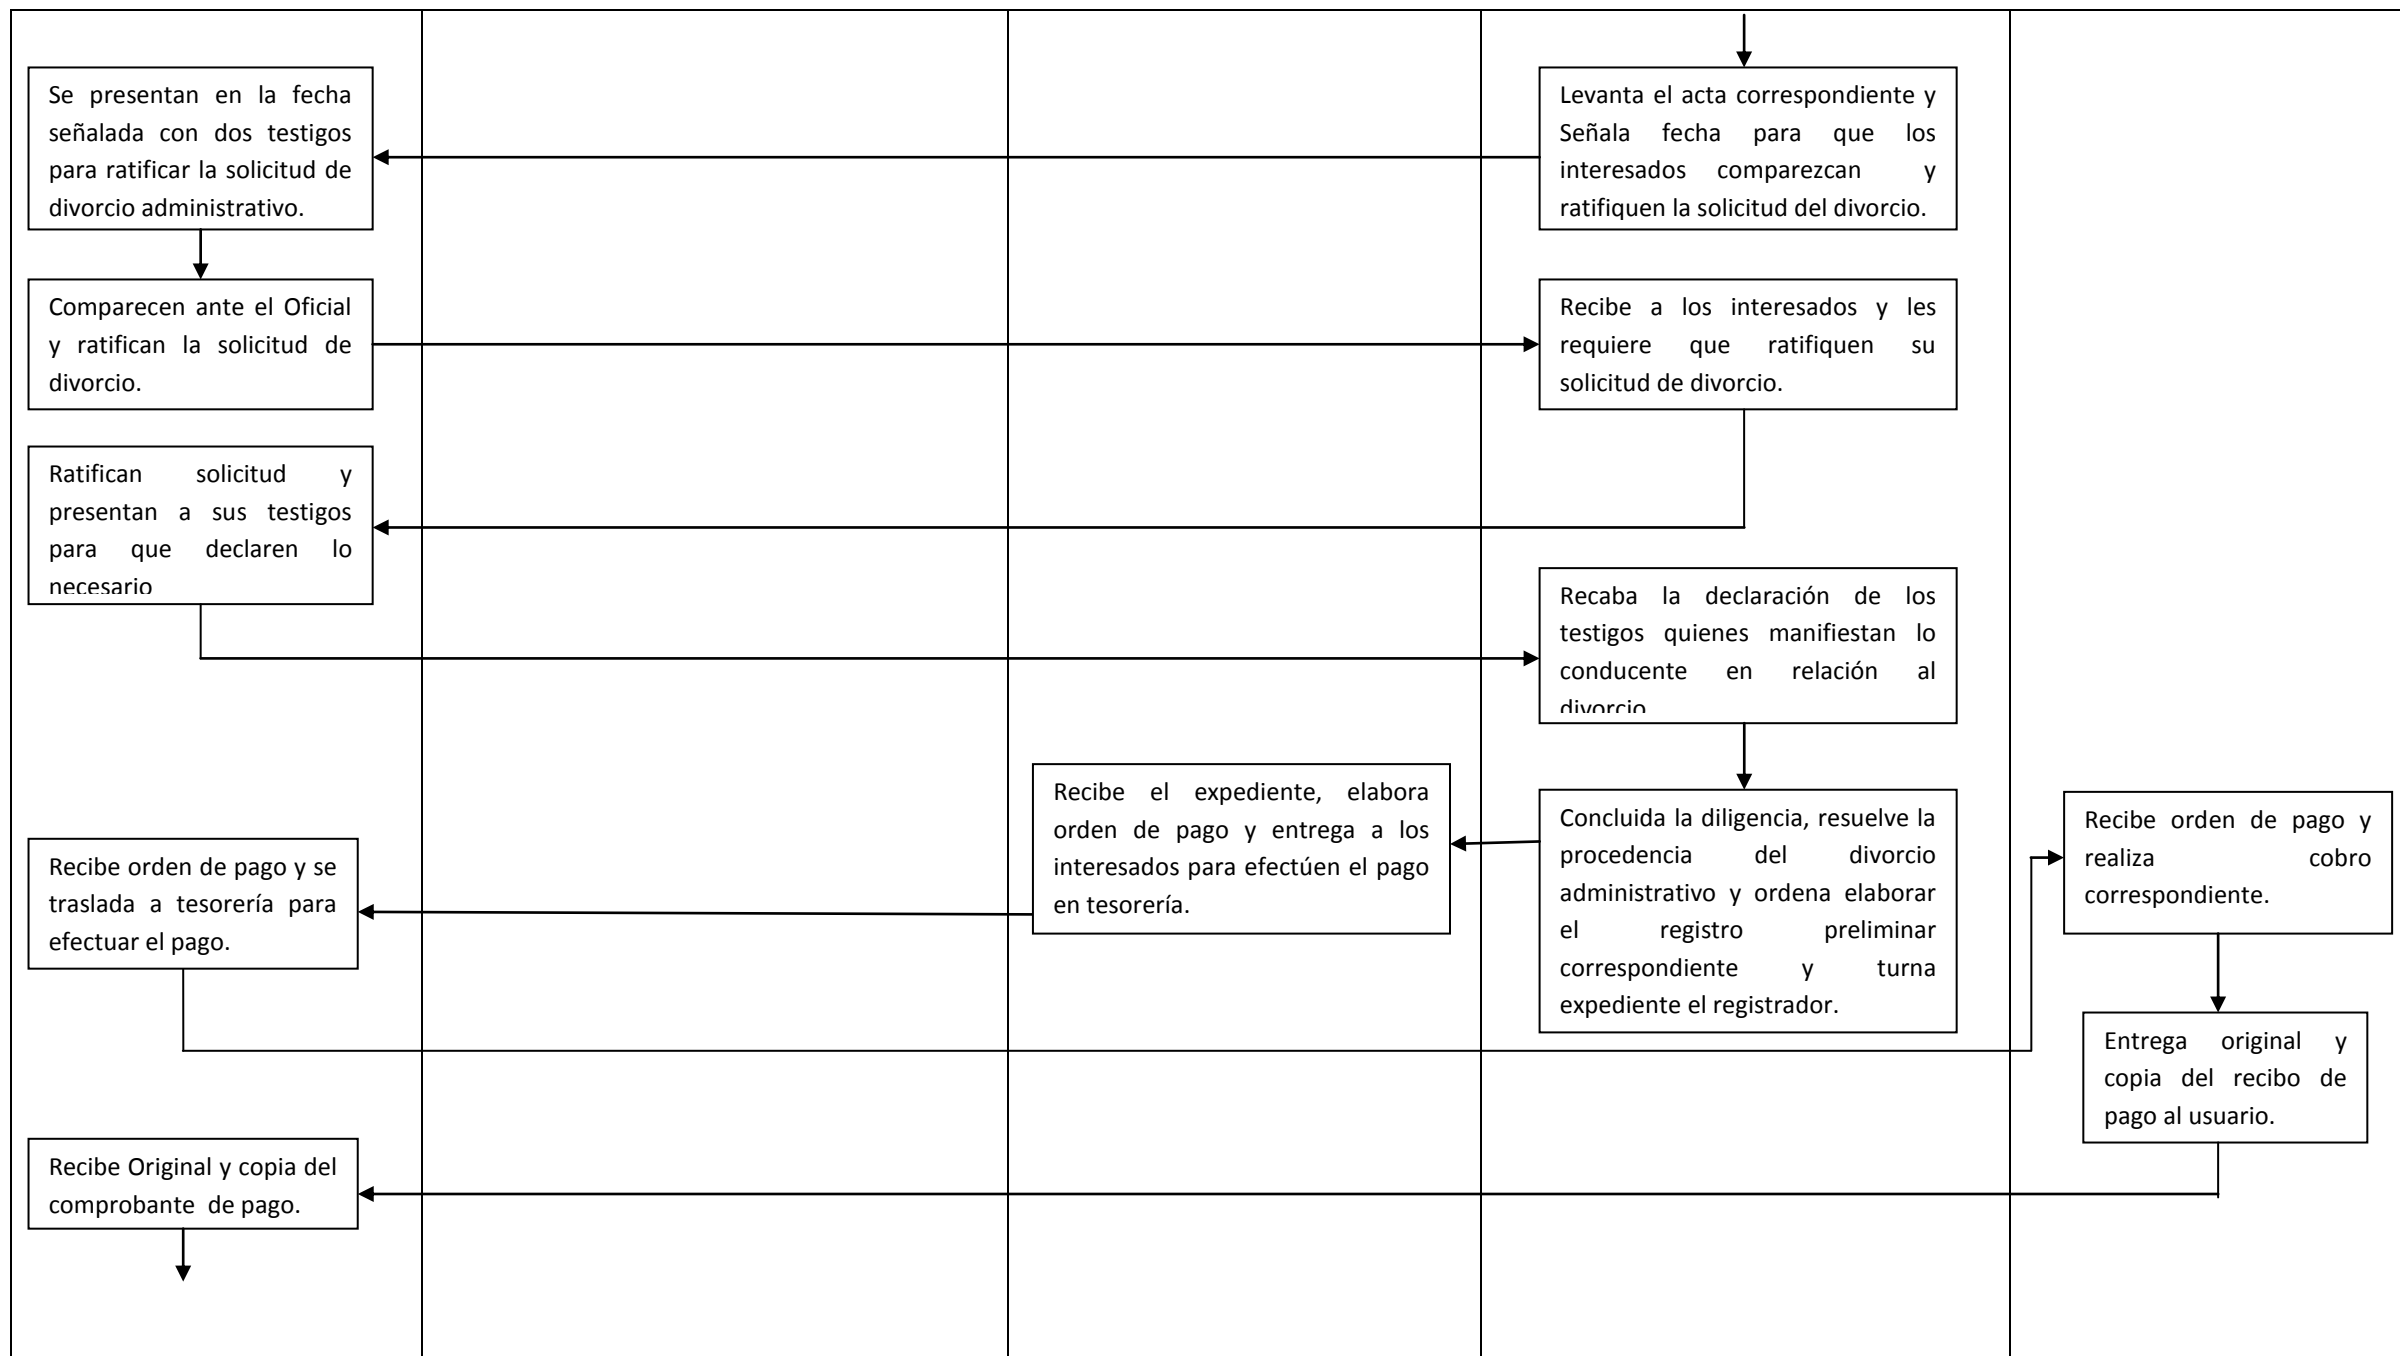 Se presentan en la fecha
señalada con dos testigos
para ratificar la solicitud de
divorcio administrativo.
Levanta el acta correspondiente y
Señala fecha para que los
interesados comparezcan y
ratifiquen la solicitud del divorcio.
Comparecen ante el Oficial
y ratifican la solicitud de
divorcio.
Recibe a los interesados y les
requiere que ratifiquen su
solicitud de divorcio.
Ratifican solicitud y
presentan a sus testigos
para que declaren lo
necesario
Recaba la declaración de los
testigos quienes manifiestan lo
conducente en relación al
divorcio
Concluida la diligencia, resuelve la
procedencia del divorcio
administrativo y ordena elaborar
el registro preliminar
correspondiente y turna
expediente el registrador.
Recibe el expediente, elabora
orden de pago y entrega a los
interesados para efectúen el pago
en tesorería.
Recibe orden de pago y se
traslada a tesorería para
efectuar el pago.
Recibe orden de pago y
realiza cobro
correspondiente.
Entrega original y
copia del recibo de
pago al usuario.
Recibe Original y copia del
comprobante de pago.